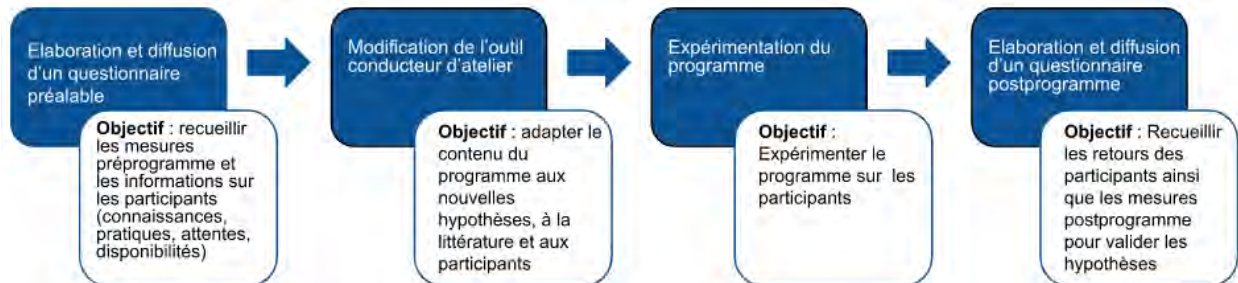 Elaboration et diffusion
d'un questionnaire
préalable
Objectif : recueillir
les mesures
préprogramme et
les informations sur
les participants
(connaissances,
pratiques, attentes,
disponibilités)
Modification de l'outil
conducteur d'atelier
Objectif : adapter le
contenu du
programme aux
nouvelles
hypothèses, à la
littérature et aux
participants
Expérimentation du
programme
Objectif :
Expérimenter le
programme sur les
participants
Elaboration et diffusion
d'un questionnaire
postprogramme
Objectif : Recueillir
les retours des
participants ainsi
que les mesures
postprogramme
pour valider les
hypothèses